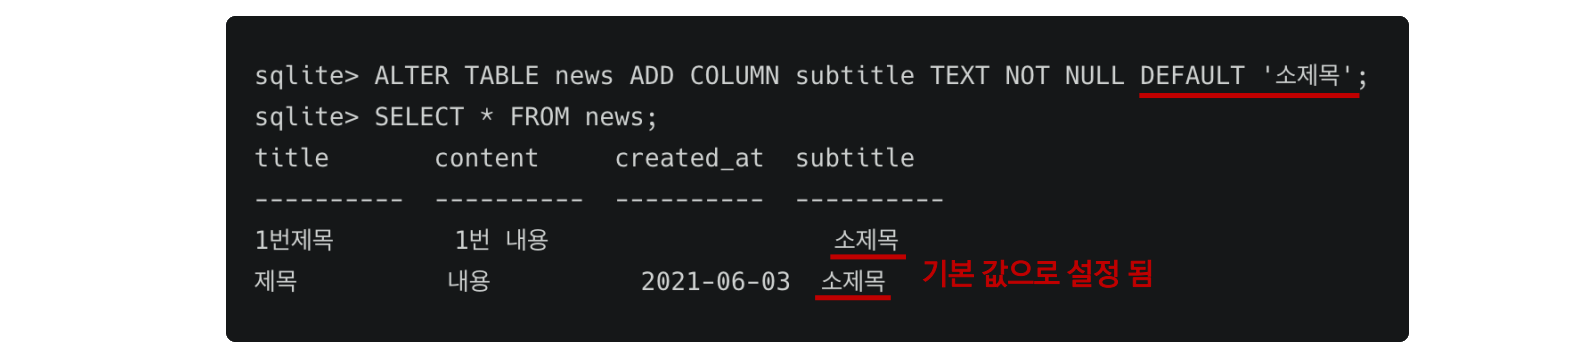 sqlite> ALTER TABLE news ADD COLUMN subtitle TEXT NOT NULL DEFAULT '소제목';
sqlite> SELECT * FROM news;
title       content     created_at  subtitle
----------  ----------  ----------  ----------
1번제목        1번 내용                   소제목
제목          내용          2021-06-03  소제목 기본 값으로 설정 됨